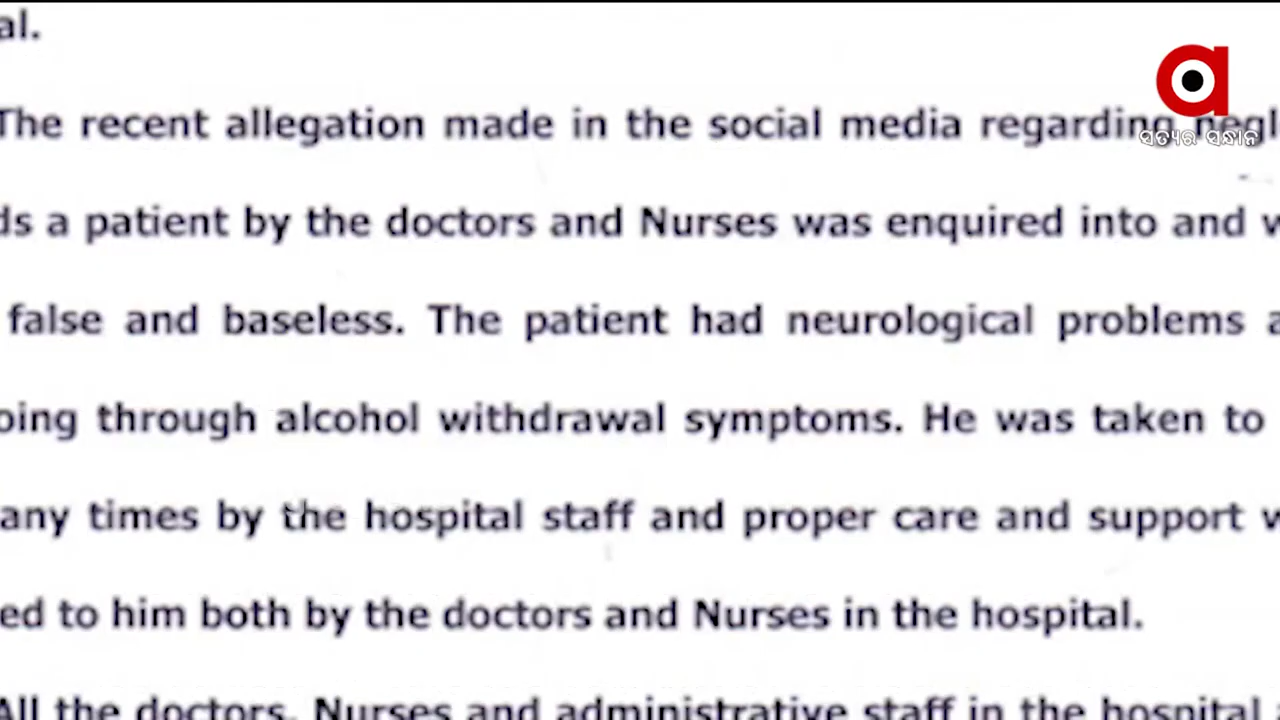 al.
The recent allegation made in the social media regarding negl
ds a patient by the doctors and Nurses was enquired into and w
false and baseless. The patient had neurological problems a
oing through alcohol withdrawal symptoms. He was taken to
any times by the hospital staff and proper care and support w
ed to him both by the doctors and Nurses in the hospital.
All the doctors, Nurses and administrative staff in the hospital
a
ସତ୍ୟର ସନ୍ଧାନ